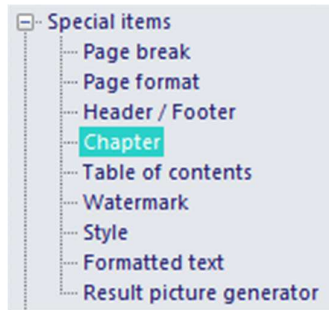 Special items
Page break
Page format
Header / Footer
Chapter
Table of contents
Watermark
Style
Formatted text
Result picture generator